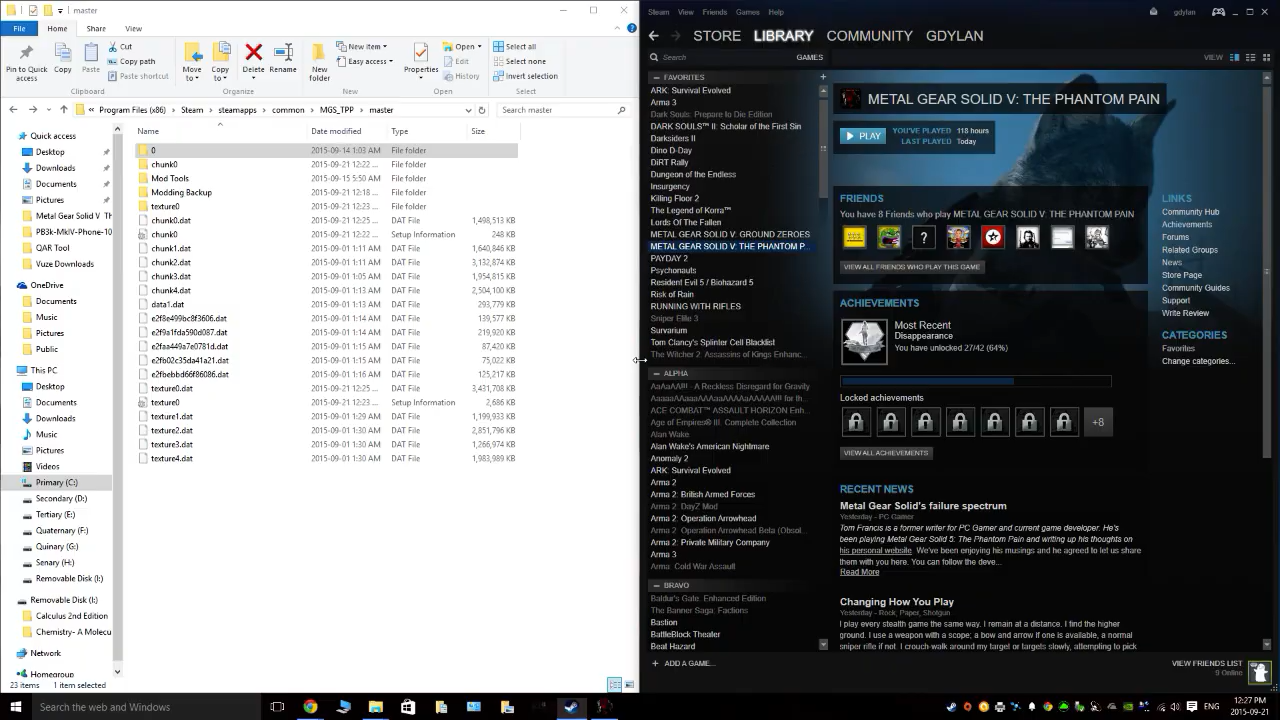 master
File
Home
Share
View
Pin to Quick access
Copy
Paste
Cut
Copy path
Paste shortcut
Clipboard
Move to
Copy to
Delete
Rename
Organize
New folder
New item
Easy access
New
Properties
Open
Edit
History
Open
Select all
Select none
Invert selection
Select
Program Files (x86) > Steam > steamapps > common > MGS_TPP > master
Search master
Name Date modified Type Size
Quick access
Desktop
Downloads
Documents
Pictures
Metal Gear Solid V Th
PB3k-MkIV-Phone-10
QAR Tool
Vuze Downloads
OneDrive
Documents
Music
Pictures
Public
This PC
Desktop
Documents
Downloads
Music
Pictures
Videos
Primary (C:)
Secondary (D:)
Tertiary (E:)
Quaternary (F:)
Quinary (G:)
Senary (H:)
Removable Disk (I:)
Removable Disk (I:)
Calculus 2nd Edition
Chemistry- A Molecu
Network
Homegroup
0 2015-09-14 1:03 AM File folder
chunk0 2015-09-21 12:22 ... File folder
Mod Tools 2015-09-15 5:50 AM File folder
Modding Backup 2015-09-21 12:18 ... File folder
texture0 2015-09-21 12:23 ... File folder
chunk0.dat 2015-09-21 12:25 ... DAT File 1,498,513 KB
chunk0 2015-09-21 12:22 ... Setup Information 248 KB
chunk1.dat 2015-09-01 1:11 AM DAT File 1,640,846 KB
chunk2.dat 2015-09-01 1:11 AM DAT File 3,132,874 KB
chunk3.dat 2015-09-01 1:12 AM DAT File 1,954,815 KB
chunk4.dat 2015-09-01 1:13 AM DAT File 2,504,100 KB
data1.dat 2015-09-01 1:13 AM DAT File 293,779 KB
e2f8e499bc8f3606.dat 2015-09-01 1:14 AM DAT File 139,577 KB
e2f9a1fda590d087.dat 2015-09-01 1:14 AM DAT File 219,920 KB
e2faa449a7e0781d.dat 2015-09-01 1:15 AM DAT File 87,420 KB
e2fb02cc35da41a21.dat 2015-09-01 1:15 AM DAT File 75,022 KB
e2fbebbd66f86086.dat 2015-09-01 1:16 AM DAT File 125,217 KB
texture0.dat 2015-09-21 12:25 ... DAT File 3,431,708 KB
texture0 2015-09-21 12:23 ... Setup Information 2,686 KB
texture1.dat 2015-09-01 1:29 AM DAT File 1,199,933 KB
texture2.dat 2015-09-01 1:30 AM DAT File 2,851,796 KB
texture3.dat 2015-09-01 1:30 AM DAT File 1,266,974 KB
texture4.dat 2015-09-01 1:30 AM DAT File 1,983,989 KB
23 items 1 item selected
Steam View Friends Games Help
gdylan
STORE LIBRARY COMMUNITY GDYLAN
Search
GAMES
VIEW
FAVORITES
ARK: Survival Evolved
Arma 3
Dark Souls: Prepare to Die Edition
DARK SOULS™ II: Scholar of the First Sin
Darksiders II
Dino D-Day
DiRT Rally
Dungeon of the Endless
Insurgency
Killing Floor 2
The Legend of Korra™
Lords Of The Fallen
METAL GEAR SOLID V: GROUND ZEROES
METAL GEAR SOLID V: THE PHANTOM P...
PAYDAY 2
Psychonauts
Resident Evil 5 / Biohazard 5
Risk of Rain
RUNNING WITH RIFLES
Sniper Elite 3
Survarium
Tom Clancy's Splinter Cell Blacklist
The Witcher 2: Assassins of Kings Enhanc...
ALPHA
AaAaAA!!! - A Reckless Disregard for Gravity
ACE COMBAT™ ASSAULT HORIZON Enh...
Age of Empires® III: Complete Collection
Alan Wake
Alan Wake's American Nightmare
Anomaly 2
ARK: Survival Evolved
Arma 2
Arma 2: British Armed Forces
Arma 2: DayZ Mod
Arma 2: Operation Arrowhead
Arma 2: Operation Arrowhead Beta (Obsol...
Arma 2: Private Military Company
Arma 3
Arma: Cold War Assault
BRAVO
Baldur's Gate: Enhanced Edition
The Banner Saga: Factions
Bastion
BattleBlock Theater
Beat Hazard
ADD A GAME...
METAL GEAR SOLID V: THE PHANTOM PAIN
PLAY
YOU'VE PLAYED 118 hours
LAST PLAYED Today
FRIENDS
You have 8 Friends who play METAL GEAR SOLID V: THE PHANTOM PAIN
?
VIEW ALL FRIENDS WHO PLAY THIS GAME
ACHIEVEMENTS
Most Recent
Disappearance
You have unlocked 27/42 (64%)
Locked achievements
+8
VIEW ALL ACHIEVEMENTS
RECENT NEWS
Metal Gear Solid's failure spectrum
Yesterday - PC Gamer
Tom Francis is a former writer for PC Gamer and current game developer. He's
been playing Metal Gear Solid 5: The Phantom Pain and writing up his thoughts on
his personal website. We've been enjoying his musings and he agreed to let us share
them with you here. You can follow the deve...
Read More
Changing How You Play
Yesterday - Rock, Paper, Shotgun
I play every stealth game the same way. I remain at a distance. I find the higher
ground. I use a weapon with a scope; a bow and arrow if one is available, a normal
sniper rifle if not. I crouch-walk around my target or targets slowly, attempting to pick
LINKS
Community Hub
Achievements
Forums
Related Groups
News
Store Page
Community Guides
Support
Write Review
CATEGORIES
Favorites
Change categories...
VIEW FRIENDS LIST
9 Online
Search the web and Windows
ENG
12:27 PM
2015-09-21